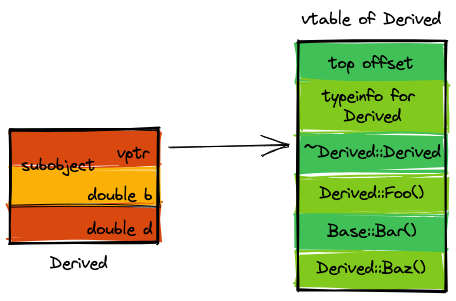 vtable of Derived
top offset
typeinfo for
Derived
~Derived::Derived
Derived::Foo()
Base::Bar()
Derived::Baz()
vptr
subobject
double b
double d
Derived